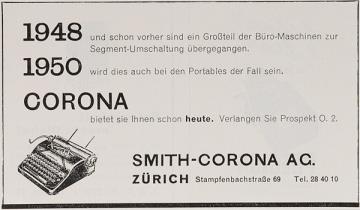 1948 und schon vorher sind ein Großteil der Büro-Maschinen zur
Segment-Umschaltung übergegangen.
1950 wird dies auch bei den Portables der Fall sein.
CORONA
bietet sie Ihnen schon heute. Verlangen Sie Prospekt O. 2.
SMITH-CORONA AG.
ZÜRICH Stampfenbachstraße 69 Tel. 28 40 10